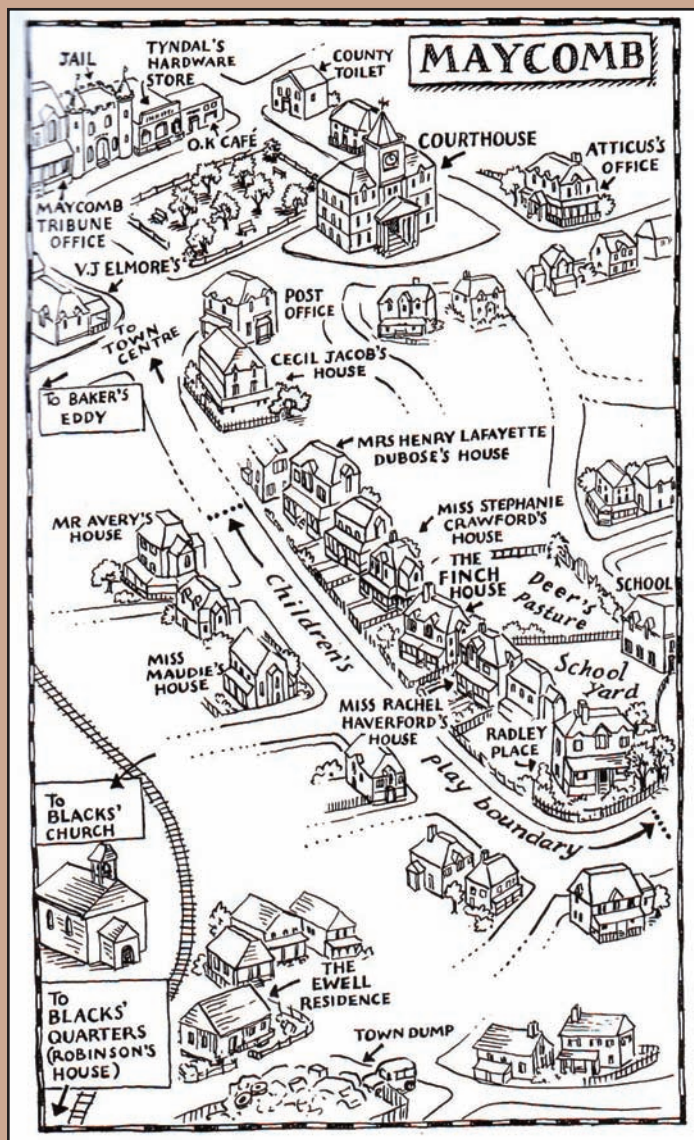 MAYCOMB
JAIL
TYNDAL'S
HARDWARE
STORE
O.K CAFÉ
COUNTY
TOILET
COURTHOUSE
ATTICUS'S
OFFICE
MAYCOMB
TRIBUNE
OFFICE
V.J ELMORE'S
TO
TOWN
CENTRE
TO BAKER'S
EDDY
POST
OFFICE
CECIL JACOB'S
HOUSE
MRS HENRY LAFAYETTE
DUBOSE'S HOUSE
MR AVERY'S
HOUSE
MISS STEPHANIE
CRAWFORD'S
HOUSE
THE
FINCH
HOUSE
Deer's
Pasture
SCHOOL
School
yard
Children's
play boundary
MISS
MAUDIE'S
HOUSE
MISS RACHEL
HAVERFORD'S
HOUSE
RADLEY
PLACE
TO
BLACKS'
CHURCH
THE
EWELL
RESIDENCE
TO
BLACKS'
QUARTERS
(ROBINSON'S
HOUSE)
TOWN DUMP